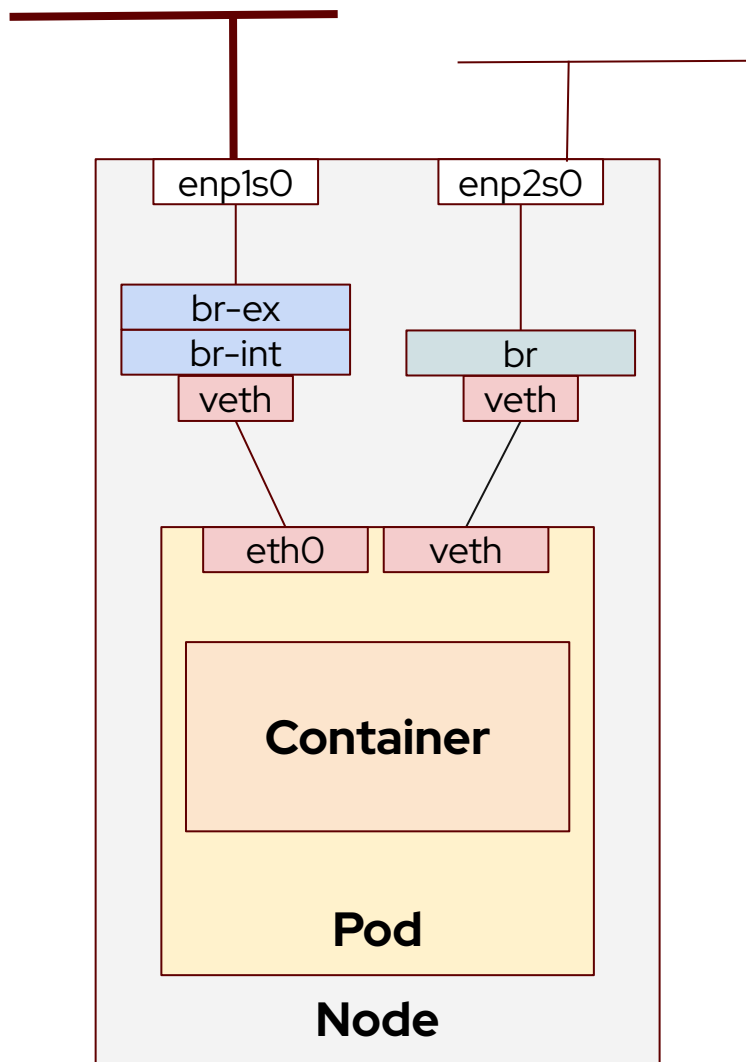 enp1s0
enp2s0
br-ex
br-int
br
veth
veth
eth0
veth
Container
Pod
Node